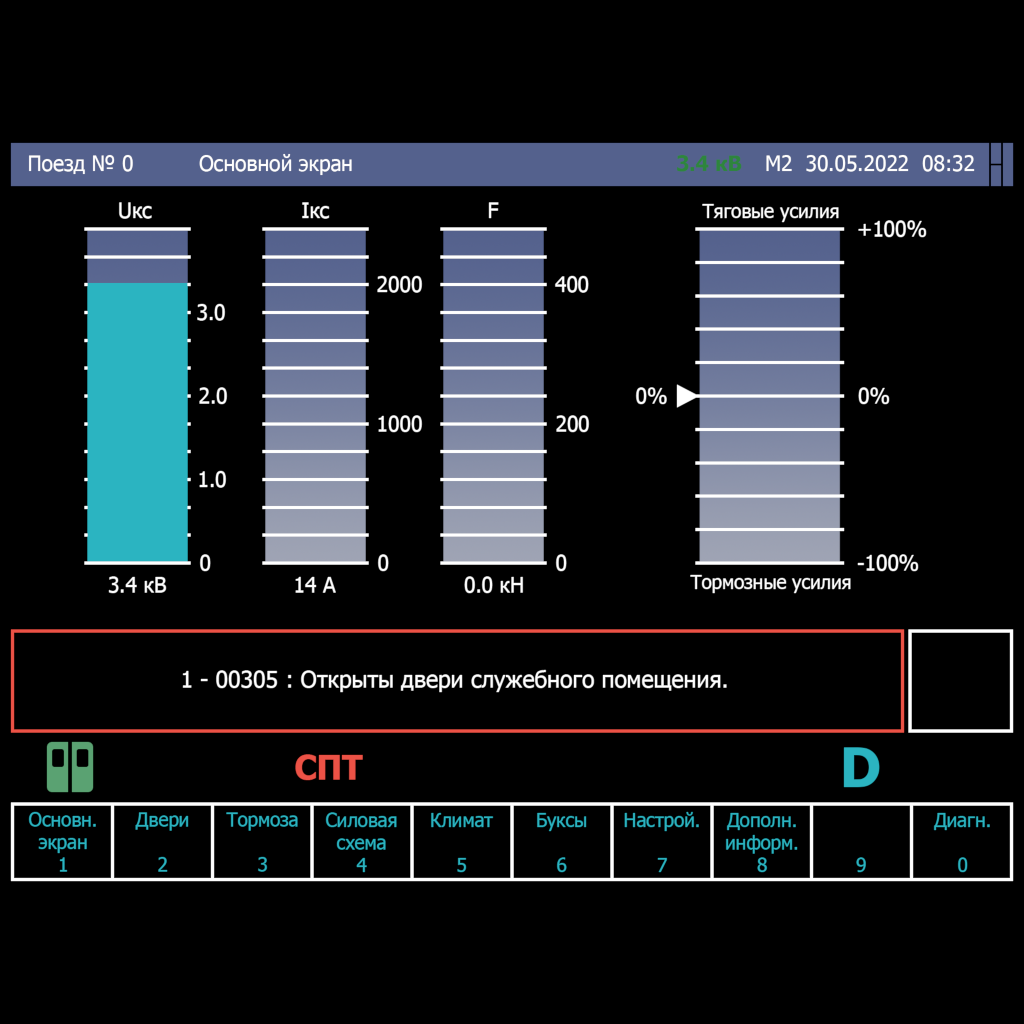 Поезд № 0 Основной экран 3.4 кВ М2 30.05.2022 08:32
Uкс Iкс F Тяговые усилия
+100%
2000 400
3.0
0% 0%
2.0
1000 200
1.0
0 0 0 -100%
3.4 кВ 14 А 0.0 кН Тормозные усилия
1 - 00305 : Открыты двери служебного помещения.
СПТ D
Основн. Двери Тормоза Силовая Климат Буксы Настрой. Дополн. Диагн.
экран схема информ.
1 2 3 4 5 6 7 8 9 0